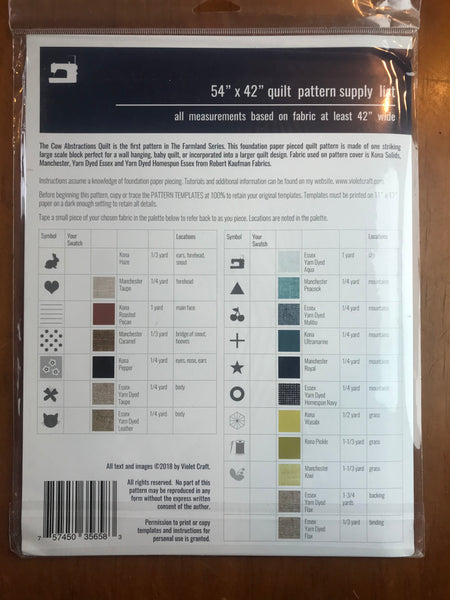 54" x 42" quilt pattern supply list
all measurements based on fabric at least 42" wide
The Cow Abstractions Quilt is the first pattern in The Farmland Series. This foundation paper pieced quilt pattern is made of one striking
large scale block perfect for a wall hanging, baby quilt, or incorporated into a larger quilt design. Fabric used on pattern cover is Kona Solids,
Manchester, Yarn Dyed Essex and Yarn Dyed Homespun Essex from Robert Kaufman Fabrics.
Instructions assume a knowledge of foundation paper piecing. Tutorials and additional information can be found on my website, www.violetcraft.com
Before beginning this pattern, copy or trace the PATTERN TEMPLATES at 100% to retain your original templates. Templates must be printed on 11" x 17"
paper on a dark enough setting to retain all details.
Tape a small piece of your chosen fabric in the palette below to refer back to as you piece. Locations are noted in the palette.
Symbol Your Swatch Locations
Kona Haze 1/3 yard ears, forehead, snout
Manchester Taupe 1/4 yard forehead
Kona Roasted Pecan 1 yard main face
Manchester Caramel 1/3 yard bridge of snout, hooves
Kona Pepper 1/4 yard eyes, nose, ears
Essex Yarn Dyed Taupe 1/4 yard body
Essex Yarn Dyed Leather 1/4 yard body
Symbol Your Swatch Locations
Essex Yarn Dyed Aqua 1 yard sky
Manchester Peacock 1/4 yard mountains
Essex Yarn Dyed Malibu 1/4 yard mountains
Kona Ultramarine 1/4 yard mountains
Manchester Royal 1/4 yard mountains
Essex Yarn Dyed Homespun Navy 1/4 yard mountains
Kona Wasabi 1/2 yard grass
Kona Pickle 1-1/3 yard grass
Manchester Kiwi 1-1/3 yard grass
Essex Yarn Dyed Flax 1-3/4 yards backing
Essex Yarn Dyed Flax 1/3 yard binding
All text and images ©2018 by Violet Craft.
All rights reserved. No part of this
pattern may be reproduced in any
form without the express written
consent of the author.
Permission to print or copy
templates and instructions for
personal use is granted.
7 57450 35658 3